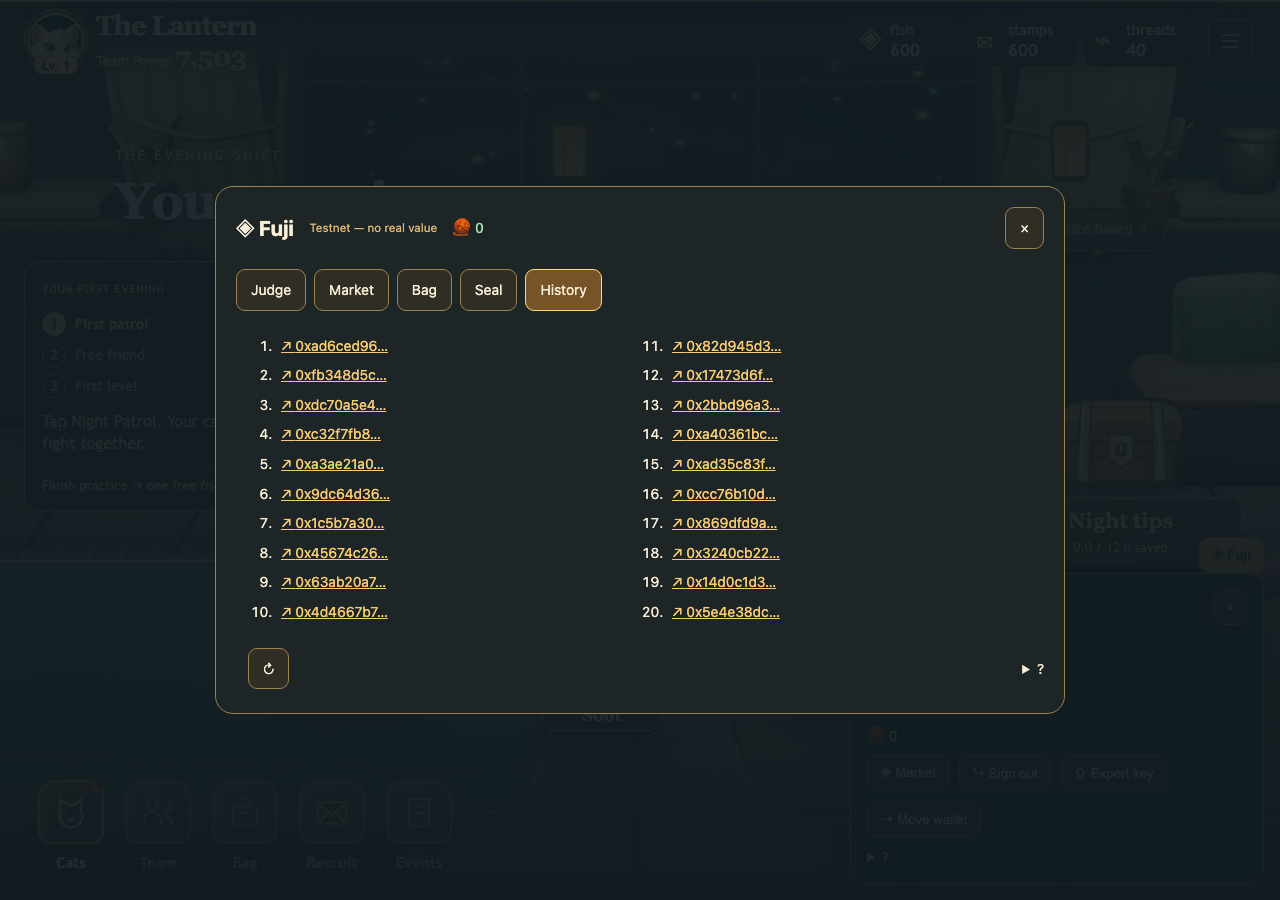 The Lantern
Lv. 1
Team Power 7,503
fish
600
stamps
600
threads
40
THE EVENING SHIFT
You
tice board ↗
YOUR FIRST EVENING
1 First patrol
2 Free friend
3 First level
Tap Night Patrol. Your ca
fight together.
Finish practice → one free fri
◈ Fuji
Testnet — no real value
0
×
Judge
Market
Bag
Seal
History
1. ↗ 0xad6ced96...
2. ↗ 0xfb348d5c...
3. ↗ 0xdc70a5e4...
4. ↗ 0xc32f7fb8...
5. ↗ 0xa3ae21a0...
6. ↗ 0x9dc64d36...
7. ↗ 0x1c5b7a30...
8. ↗ 0x45674c26...
9. ↗ 0x63ab20a7...
10. ↗ 0x4d4667b7...
11. ↗ 0x82d945d3...
12. ↗ 0x17473d6f...
13. ↗ 0x2bbd96a3...
14. ↗ 0xa40361bc...
15. ↗ 0xad35c83f...
16. ↗ 0xcc76b10d...
17. ↗ 0x869dfd9a...
18. ↗ 0x3240cb22...
19. ↗ 0x14d0c1d3...
20. ↗ 0x5e4e38dc...
↻
▶ ?
Night tips
0.0 / 12 h saved
◈ Fuji
×
Soot
0
◈ Market
↪ Sign out
⇧ Export key
→ Move wallet
▶ ?
Cats
Team
Bag
Recruit
Events